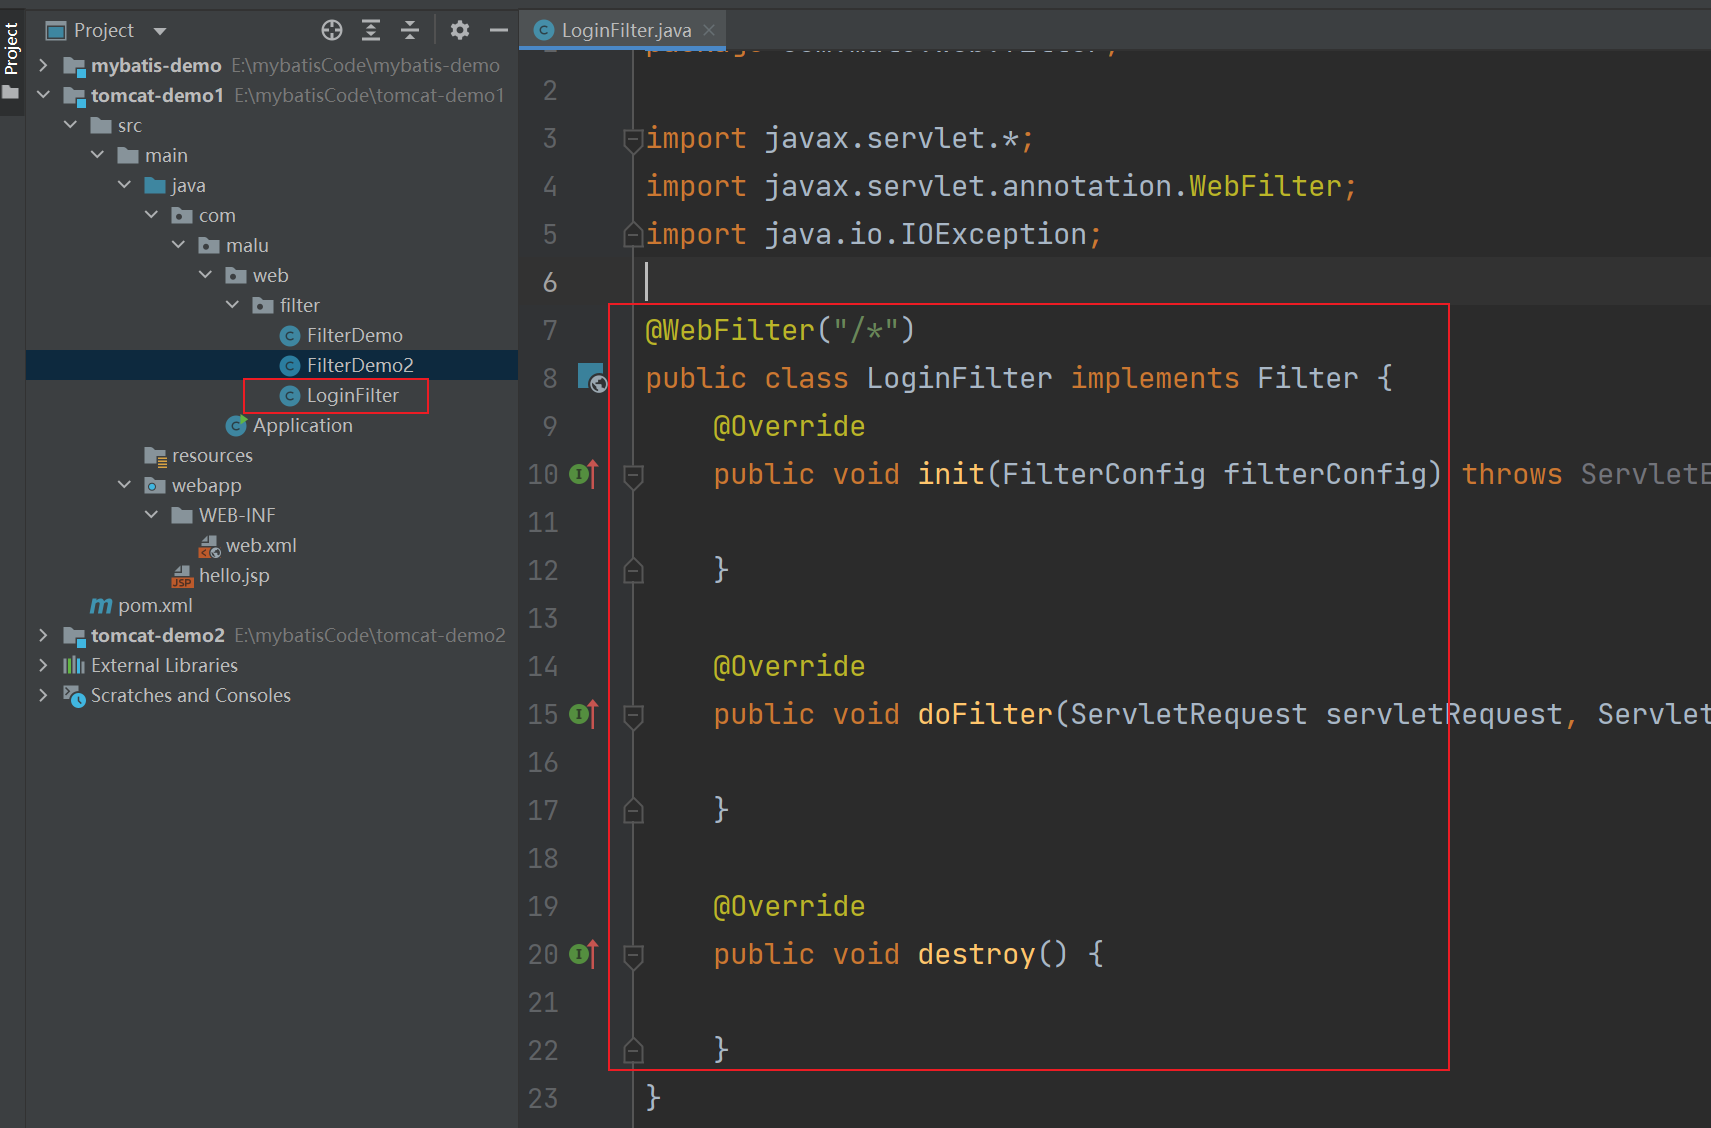 Project
Project
mybatis-demo E:\mybatisCode\mybatis-demo
tomcat-demo1 E:\mybatisCode\tomcat-demo1
src
main
java
com
malu
web
filter
FilterDemo
FilterDemo2
LoginFilter
Application
resources
webapp
WEB-INF
web.xml
hello.jsp
pom.xml
tomcat-demo2 E:\mybatisCode\tomcat-demo2
External Libraries
Scratches and Consoles
LoginFilter.java
2
3 import javax.servlet.*;
4 import javax.servlet.annotation.WebFilter;
5 import java.io.IOException;
6
7 @WebFilter("/*")
8 public class LoginFilter implements Filter {
9 @Override
10 public void init(FilterConfig filterConfig) throws ServletE
11
12 }
13
14 @Override
15 public void doFilter(ServletRequest servletRequest, Servlet
16
17 }
18
19 @Override
20 public void destroy() {
21
22 }
23 }